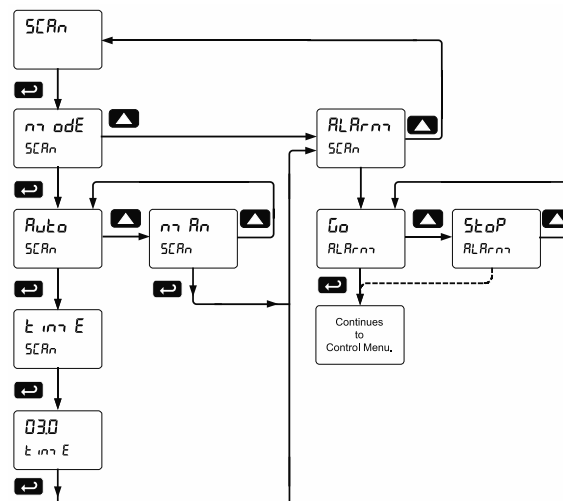 SCAn
modE
SCAn
Auto
SCAn
mAn
SCAn
timE
SCAn
03.0
timE
ALArm
SCAn
Go
ALArm
StoP
ALArm
Continues
to
Control Menu.